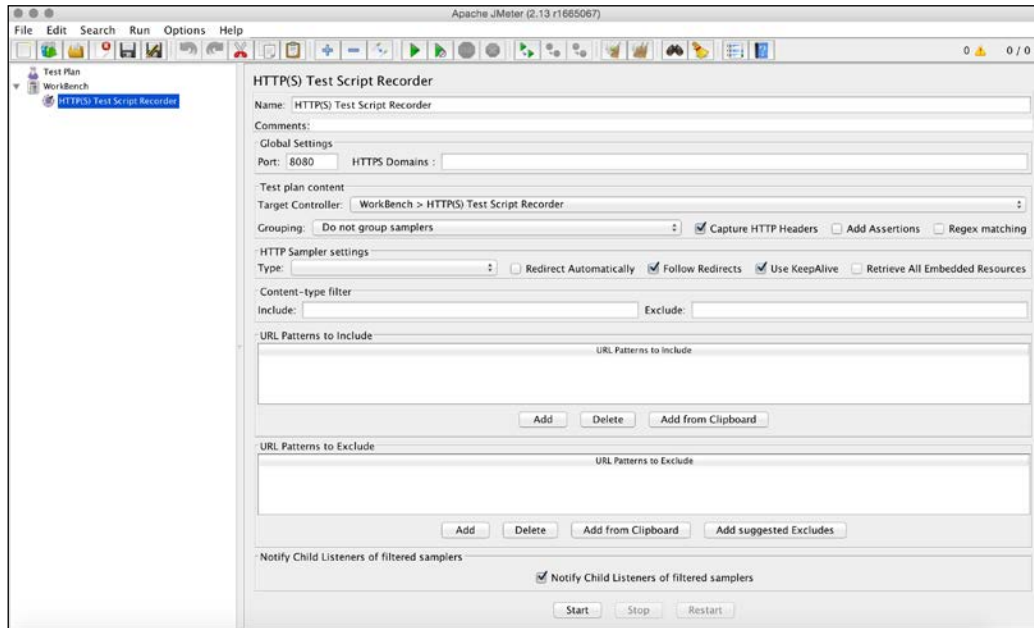 Apache JMeter (2.13 r1665067)
File Edit Search Run Options Help
0 0 / 0
Test Plan
WorkBench
HTTP(S) Test Script Recorder
HTTP(S) Test Script Recorder
Name: HTTP(S) Test Script Recorder
Comments:
Global Settings
Port: 8080 HTTPS Domains :
Test plan content
Target Controller: WorkBench > HTTP(S) Test Script Recorder
Grouping: Do not group samplers Capture HTTP Headers Add Assertions Regex matching
HTTP Sampler settings
Type: Redirect Automatically Follow Redirects Use KeepAlive Retrieve All Embedded Resources
Content-type filter
Include: Exclude:
URL Patterns to Include
URL Patterns to Include
Add Delete Add from Clipboard
URL Patterns to Exclude
URL Patterns to Exclude
Add Delete Add from Clipboard Add suggested Excludes
Notify Child Listeners of filtered samplers
Notify Child Listeners of filtered samplers
Start Stop Restart